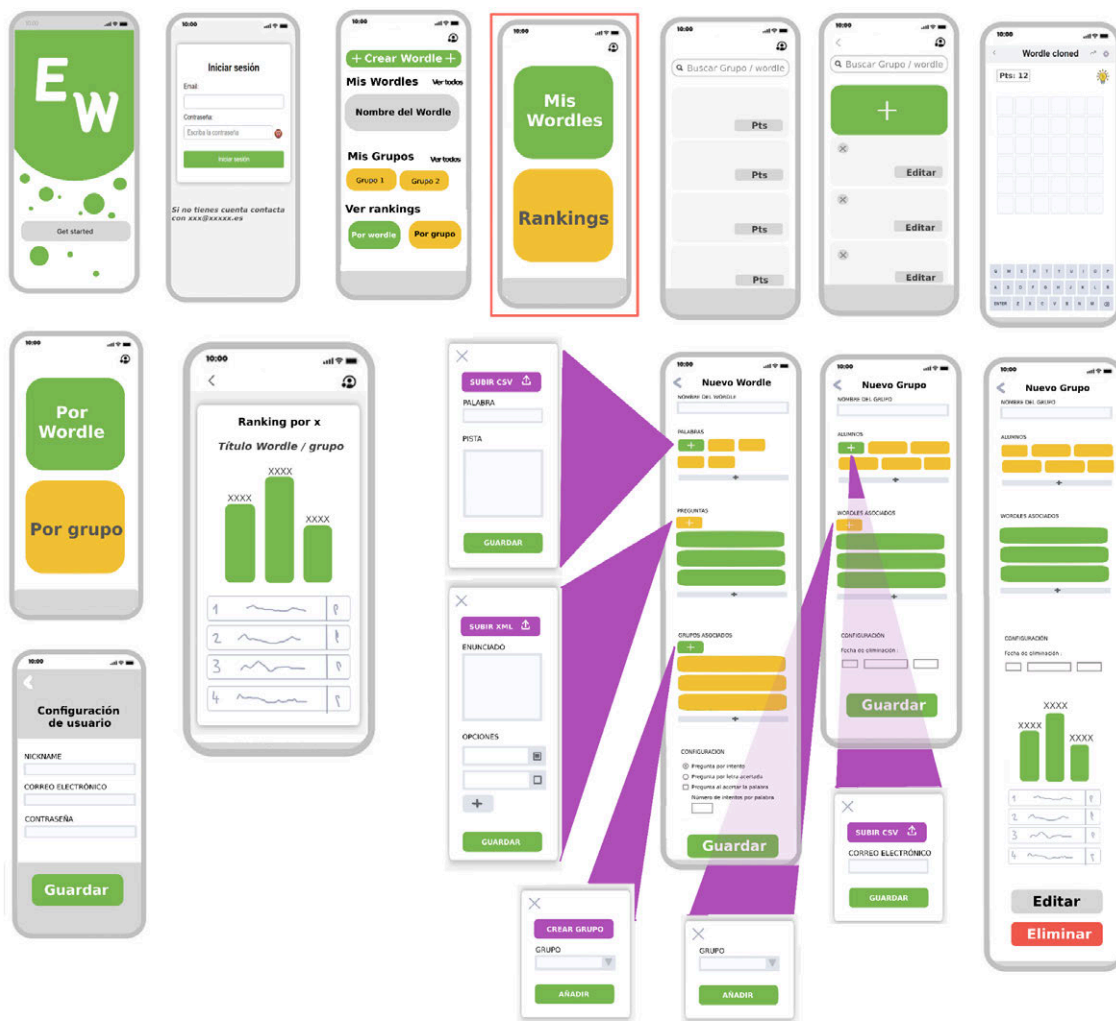 10:00
E
W
Get started
10:00
Iniciar sesión
Email:
Contraseña:
Escriba la contraseña
Iniciar sesión
Si no tienes cuenta contacta
con xxx@xxxxx.es
10:00
+ Crear Wordle +
Mis Wordles
Ver todos
Nombre del Wordle
Mis Grupos
Ver todos
Grupo 1
Grupo 2
Ver rankings
Por wordle
Por grupo
10:00
Mis
Wordles
Rankings
10:00
Buscar Grupo / wordle
Pts
Pts
Pts
Pts
10:00
Buscar Grupo / wordle
+
Editar
Editar
Editar
10:00
Wordle cloned
Pts: 12
ENTER
10:00
Por
Wordle
Por grupo
10:00
Ranking por x
Título Wordle / grupo
XXXX
XXXX
XXXX
1
2
3
4
10:00
Configuración
de usuario
NICKNAME
CORREO ELECTRÓNICO
CONTRASEÑA
Guardar
SUBIR CSV
PALABRA
PISTA
GUARDAR
SUBIR XML
ENUNCIADO
OPCIONES
+
GUARDAR
10:00
Nuevo Wordle
NOMBRE DEL WORDLE
PALABRAS
+
+
PREGUNTAS
+
+
GRUPOS ASOCIADOS
+
+
CONFIGURACION
Pregunta por intento
Pregunta por letra acertada
Pregunta al acertar la palabra
Número de intentos por palabra
Guardar
10:00
Nuevo Grupo
NOMBRE DEL GRUPO
ALUMNOS
+
+
WORDLES ASOCIADOS
+
+
CONFIGURACIÓN
Fecha de eliminación :
Guardar
10:00
Nuevo Grupo
NOMBRE DEL GRUPO
ALUMNOS
+
WORDLES ASOCIADOS
+
CONFIGURACIÓN
Fecha de eliminación :
XXXX
XXXX
XXXX
1
2
3
4
Editar
Eliminar
CREAR GRUPO
GRUPO
AÑADIR
GRUPO
AÑADIR
SUBIR CSV
CORREO ELECTRÓNICO
GUARDAR